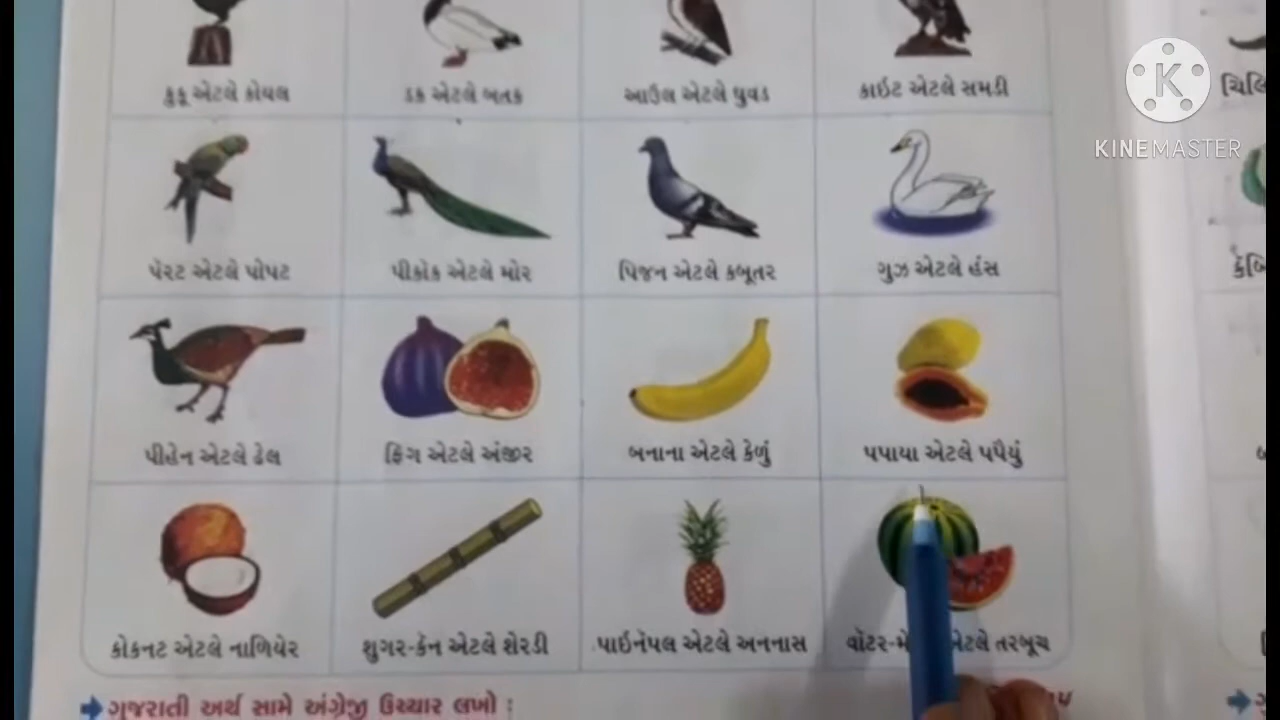 KINEMASTER
કુકૂ એટલે કોયલ
ડક એટલે બતક
આઉલ એટલે ઘુવડ
કાઇટ એટલે સમડી
પૅરટ એટલે પોપટ
પીકૉક એટલે મોર
પિજન એટલે કબૂતર
ગુઝ એટલે હંસ
પીહેન એટલે ઢેલ
ફિગ એટલે અંજીર
બનાના એટલે કેળું
પપાયા એટલે પપૈયું
કોકનટ એટલે નાળિયેર
શુગર-કેન એટલે શેરડી
પાઇનૅપલ એટલે અનનાસ
વૉટર- એટલે તરબૂચ
ગુજરાતી અર્થ સામે અંગ્રેજી ઉચ્ચાર લખો :